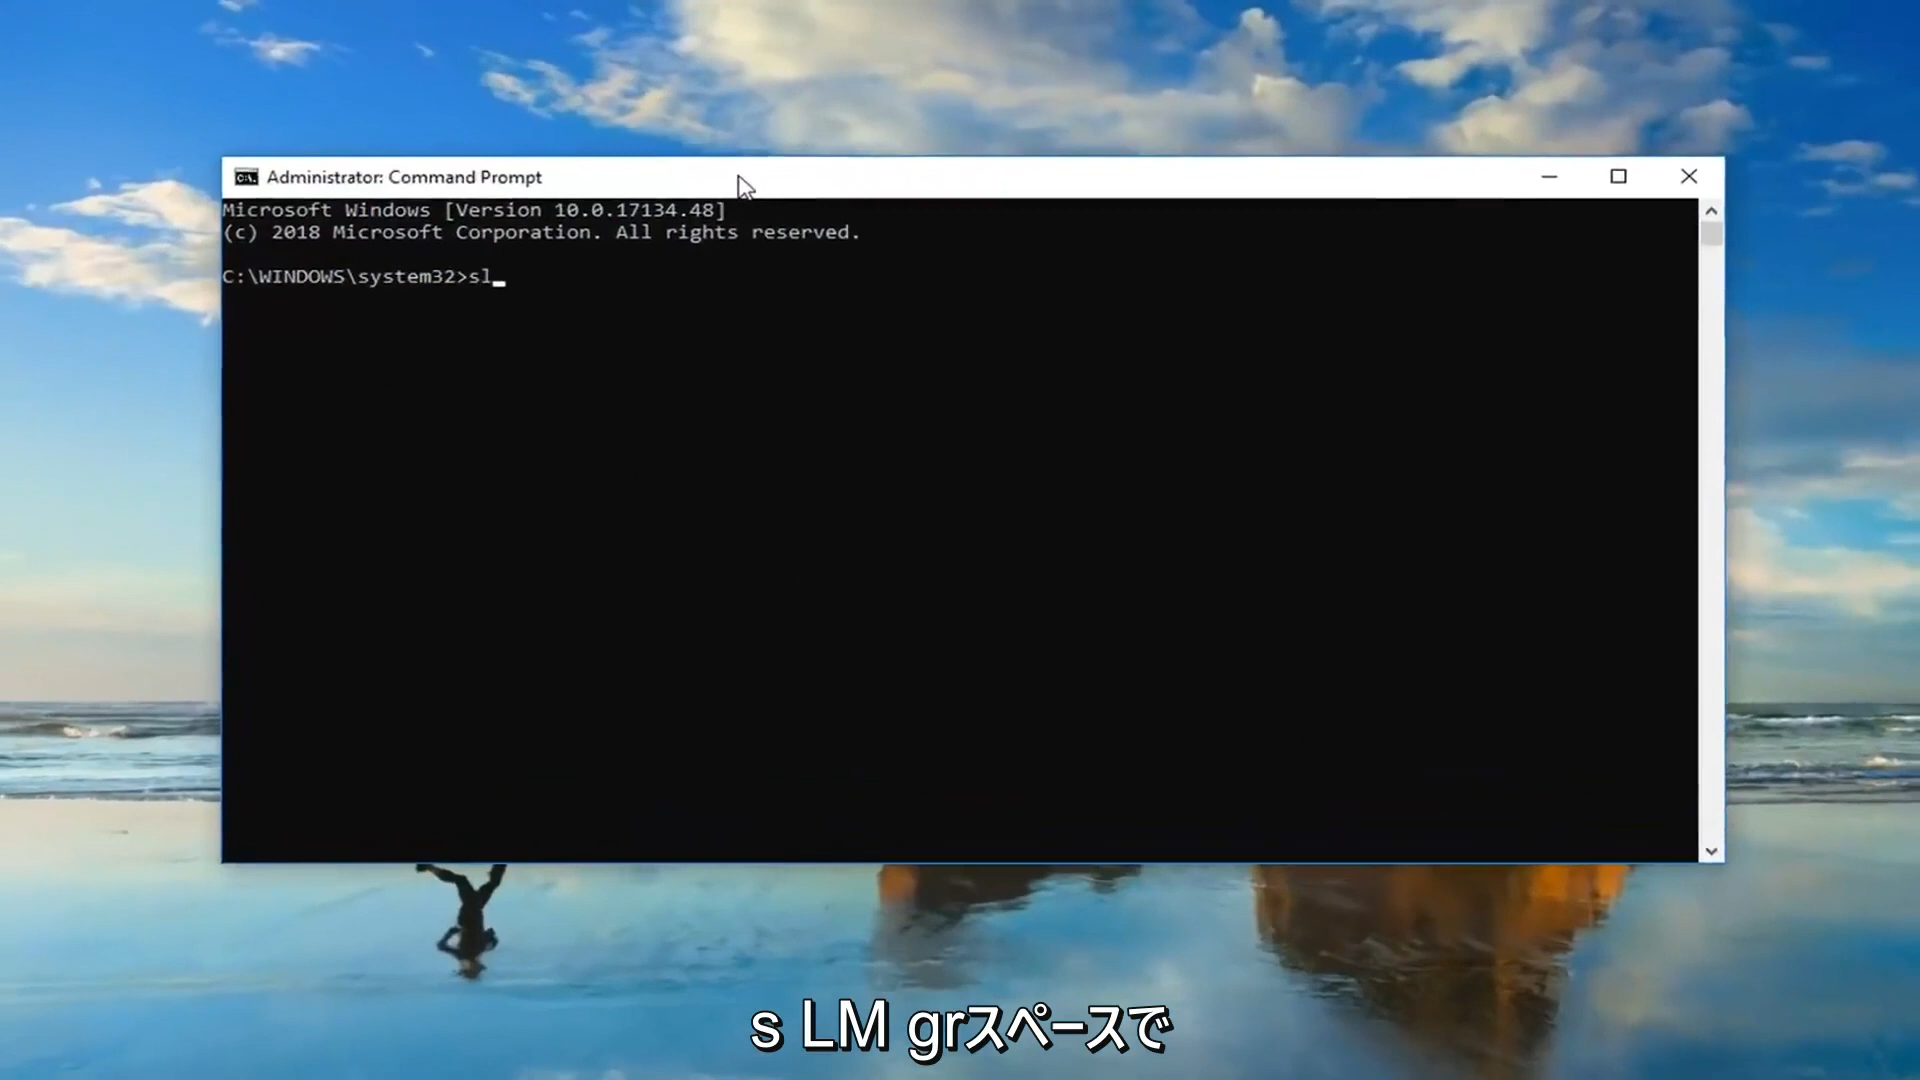 Administrator: Command Prompt
Microsoft Windows [Version 10.0.17134.48]
(c) 2018 Microsoft Corporation. All rights reserved.
C:\WINDOWS\system32>sl
s LM grスペースで